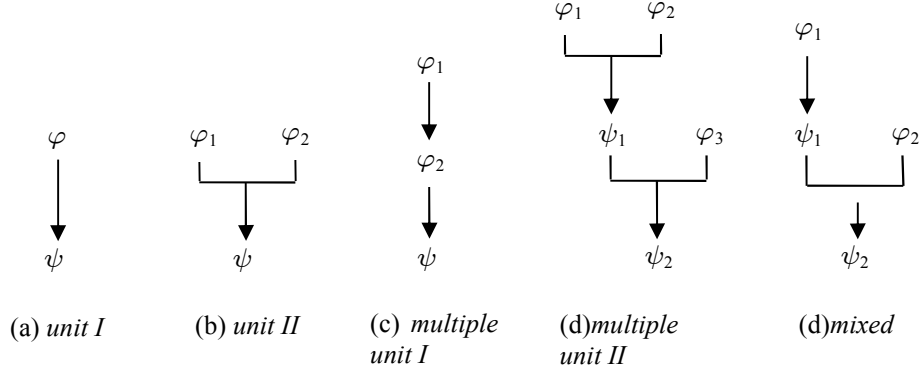 φ₁ φ₂
φ₁
φ₁
φ φ₁ φ₂ φ₂ ψ₁ φ₃ ψ₁ φ₂
ψ ψ ψ ψ₂ ψ₂
(a) unit I (b) unit II (c) multiple unit I (d)multiple unit II (d)mixed